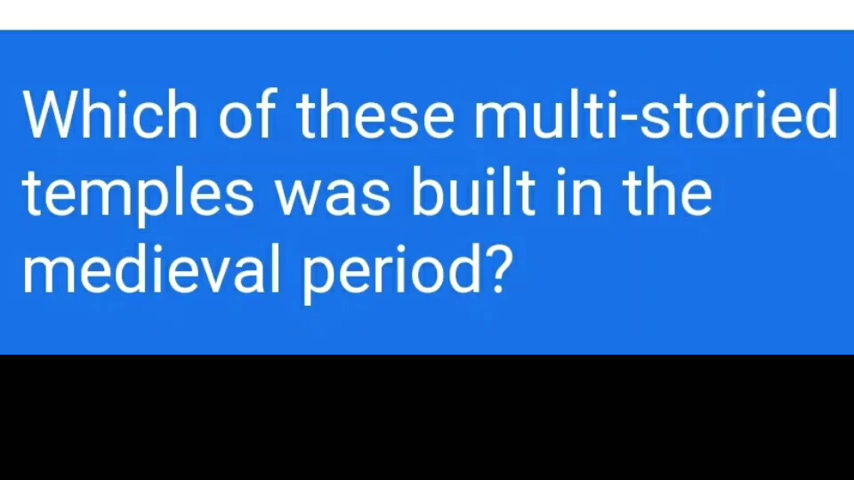 Which of these multi-storied
temples was built in the
medieval period?